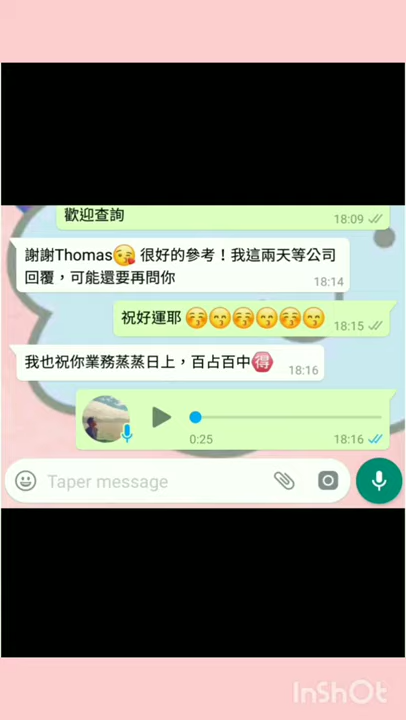 歡迎查詢
18:09
謝謝Thomas😘 很好的參考！我這兩天等公司
回覆，可能還要再問你
18:14
祝好運耶 😚😙😚😙😚😙
18:15
我也祝你業務蒸蒸日上，百占百中🉐
18:16
0:25
18:16
Taper message
InShOt